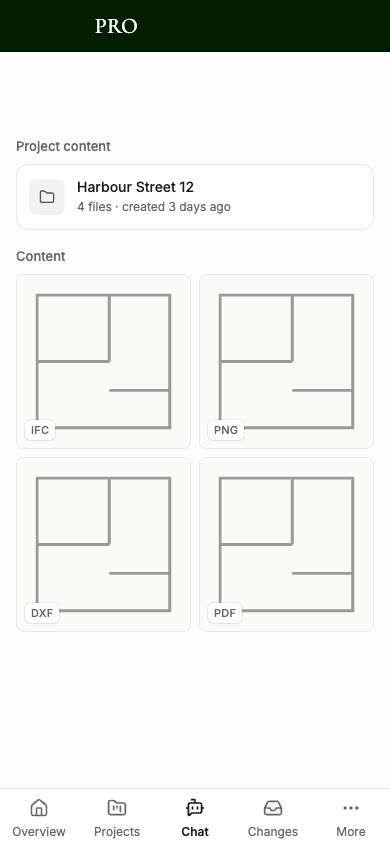 PRO
Project content
Harbour Street 12
4 files · created 3 days ago
Content
IFC
PNG
DXF
PDF
Overview
Projects
Chat
Changes
More